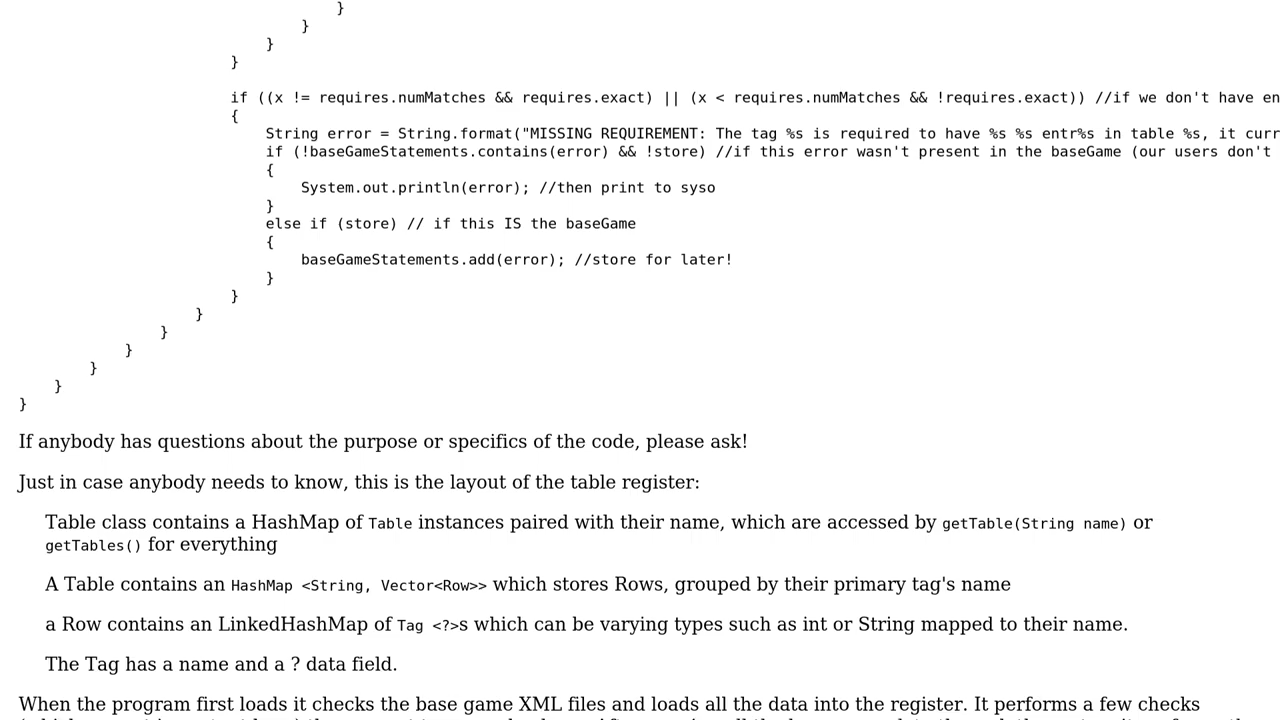 }
}
}
}
if ((x != requires.numMatches && requires.exact) || (x < requires.numMatches && !requires.exact)) //if we don't have en
{
String error = String.format("MISSING REQUIREMENT: The tag %s is required to have %s %s entr%s in table %s, it curr
if (!baseGameStatements.contains(error) && !store) //if this error wasn't present in the baseGame (our users don't
{
System.out.println(error); //then print to syso
}
else if (store) // if this IS the baseGame
{
baseGameStatements.add(error); //store for later!
}
}
}
}
}
}
}
}
If anybody has questions about the purpose or specifics of the code, please ask!
Just in case anybody needs to know, this is the layout of the table register:
Table class contains a HashMap of Table instances paired with their name, which are accessed by getTable(String name) or
getTables() for everything
A Table contains an HashMap <String, Vector<Row>> which stores Rows, grouped by their primary tag's name
a Row contains an LinkedHashMap of Tag <?>s which can be varying types such as int or String mapped to their name.
The Tag has a name and a ? data field.
When the program first loads it checks the base game XML files and loads all the data into the register. It performs a few checks